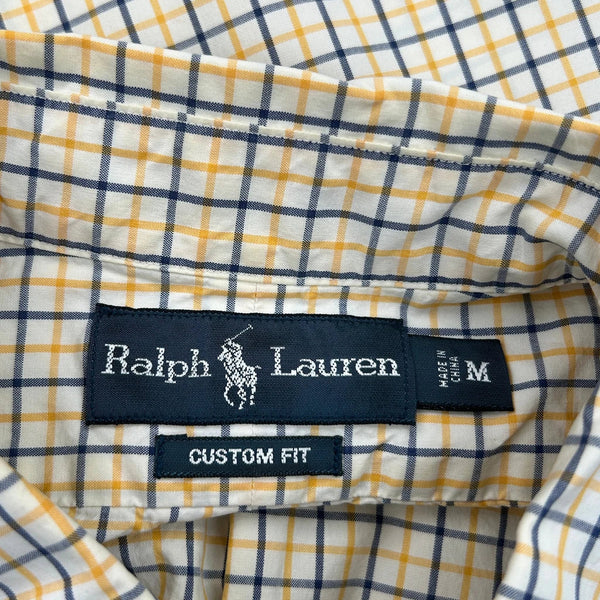 Ralph Lauren
MADE IN
CHINA
M
CUSTOM FIT